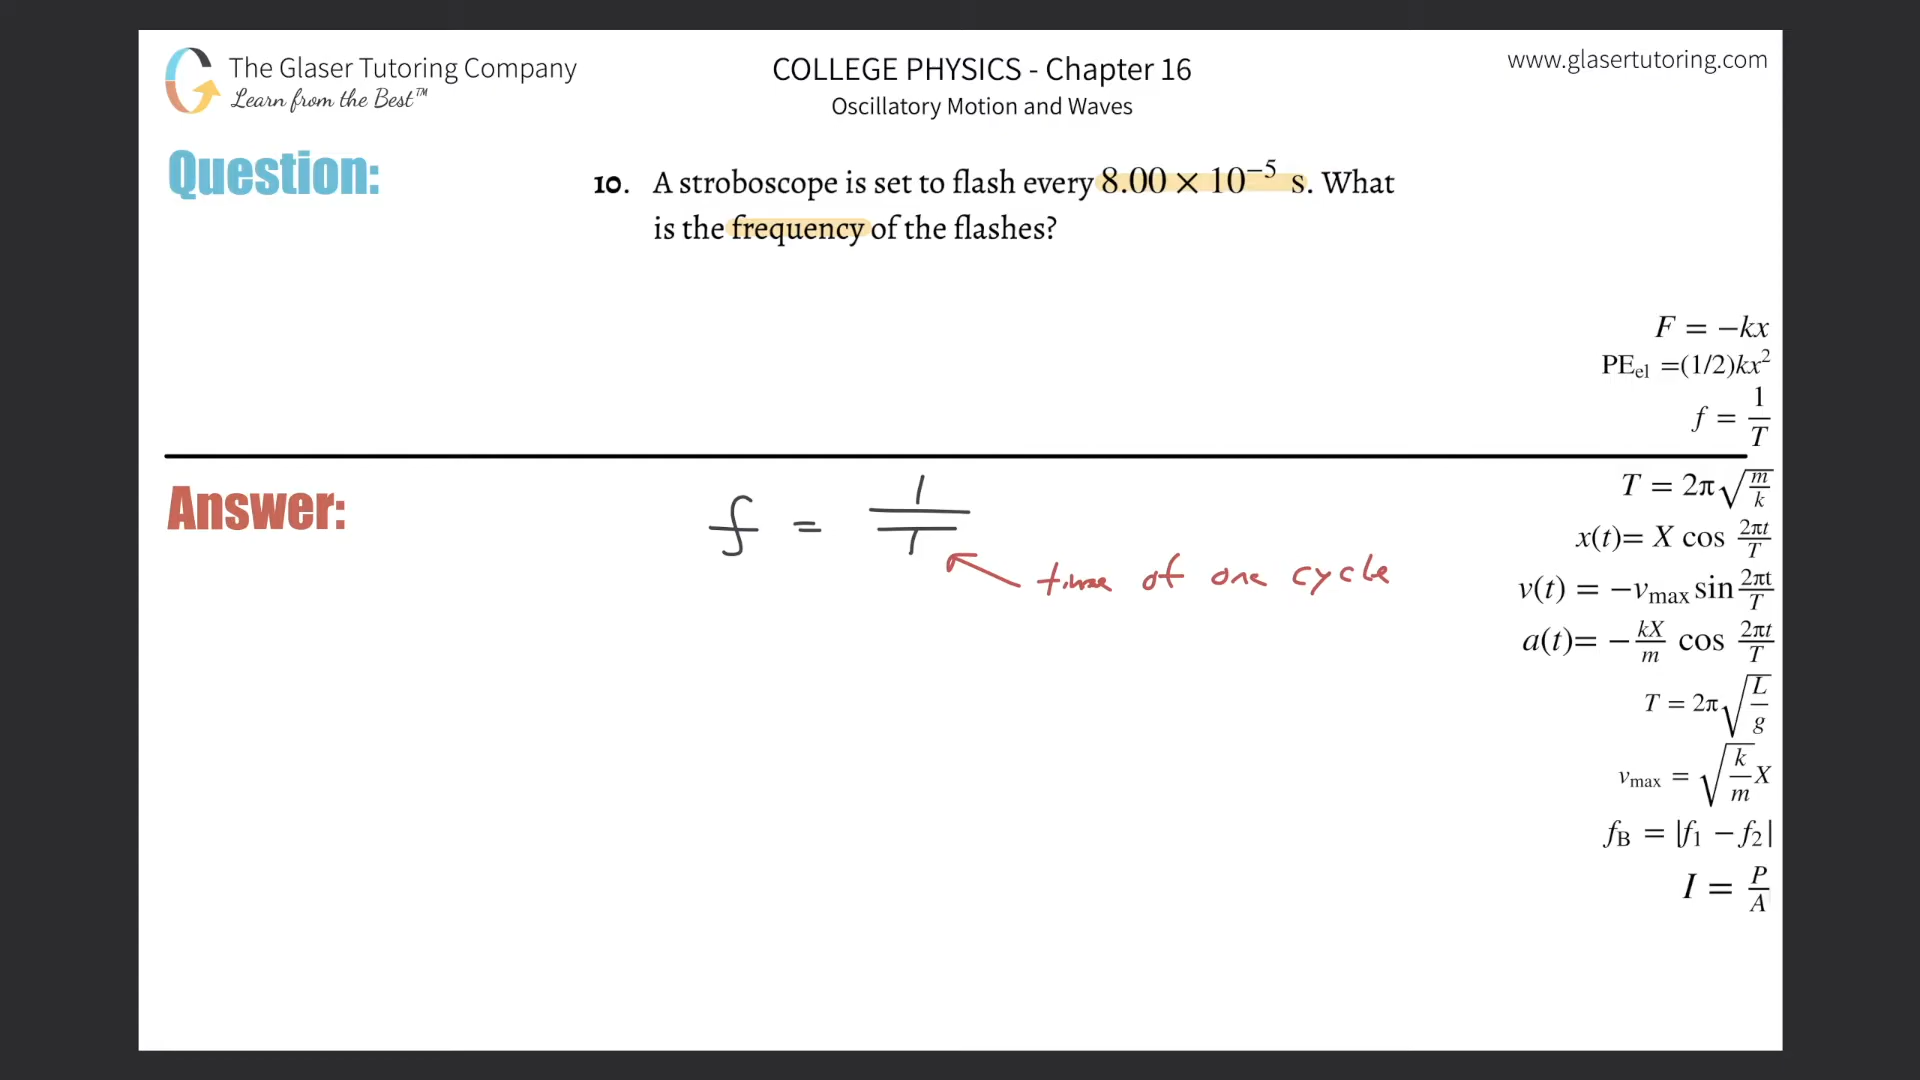 The Glaser Tutoring Company
Learn from the Best™
COLLEGE PHYSICS - Chapter 16
Oscillatory Motion and Waves
www.glasertutoring.com
Question:
10. A stroboscope is set to flash every 8.00 × 10⁻⁵ s. What
is the frequency of the flashes?
F = −kx
PEₑₗ =(1/2)kx²
f = 1/T
Answer:
f = 1/T
time of one cycle
T = 2π√(m/k)
x(t)= X cos 2πt/T
v(t) = −vₘₐₓ sin 2πt/T
a(t)= − kX/m cos 2πt/T
T = 2π√(L/g)
vₘₐₓ = √(k/m)X
f_B = |f₁ − f₂|
I = P/A